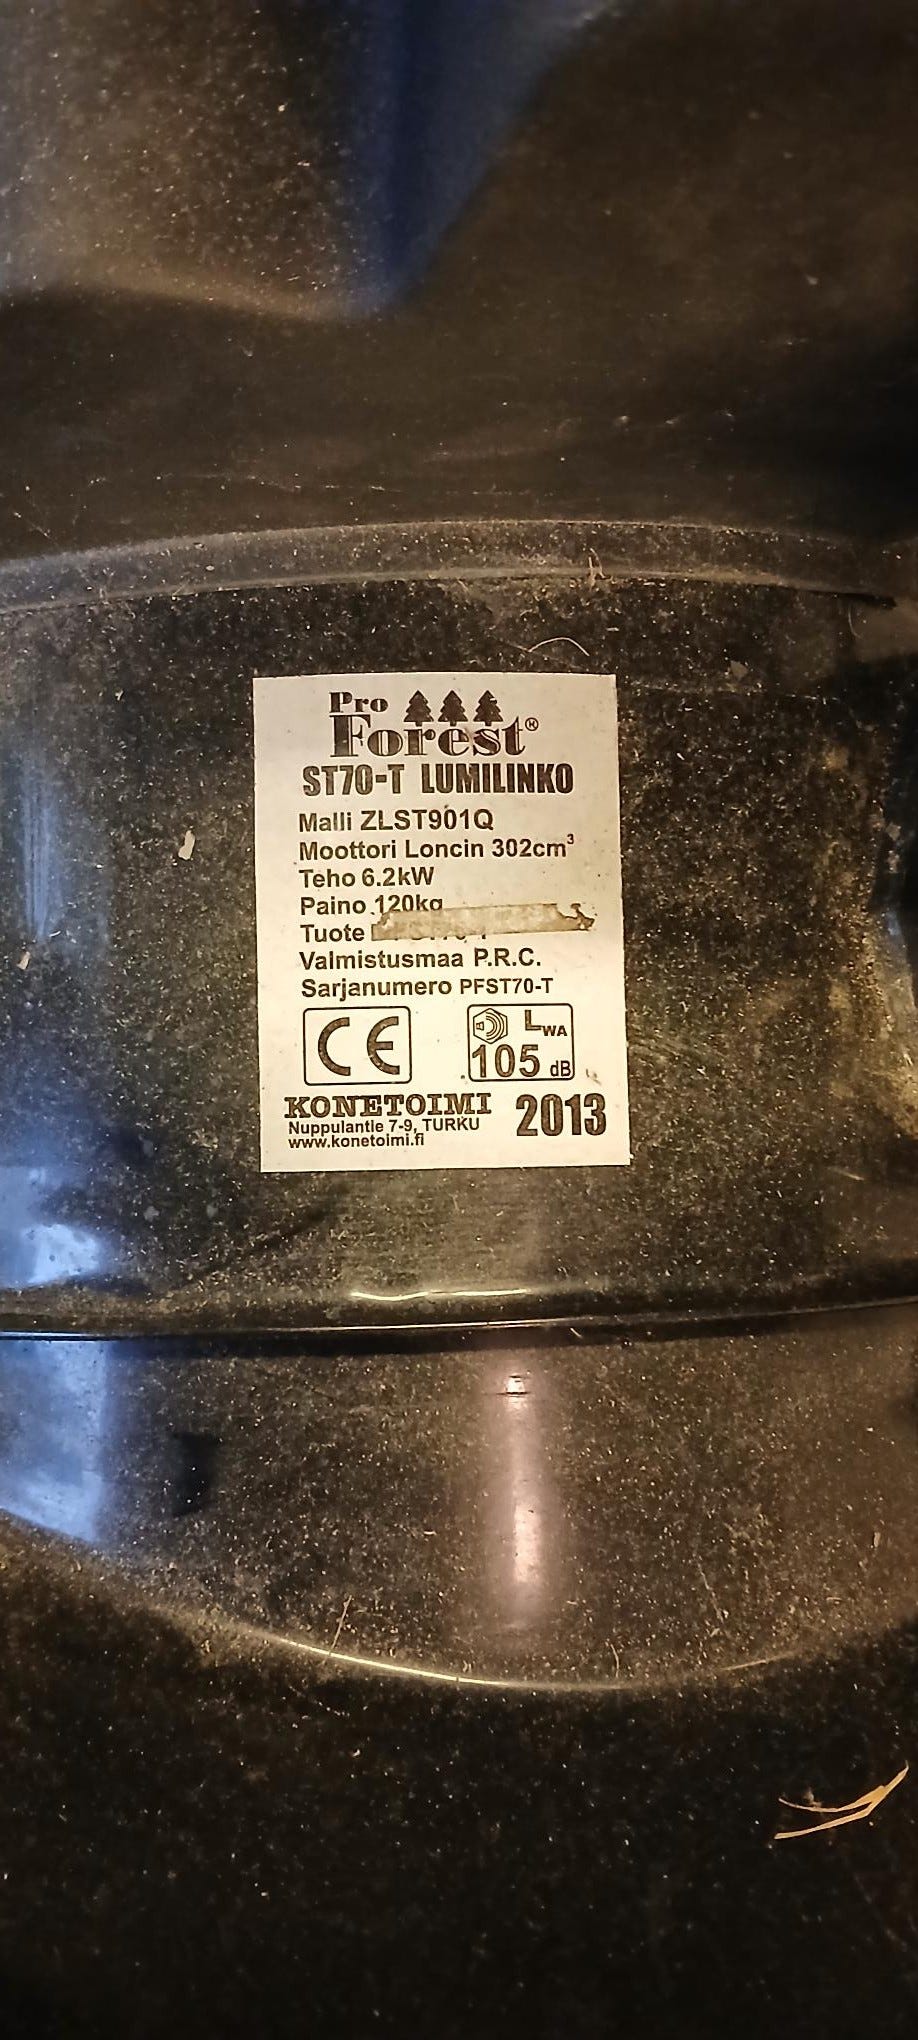 Pro
Forest®
ST70-T LUMILINKO
Malli ZLST901Q
Moottori Loncin 302cm³
Teho 6.2kW
Paino 120kg
Tuote
Valmistusmaa P.R.C.
Sarjanumero PFST70-T
CE LWA
105 dB
KONETOIMI 2013
Nuppulantie 7-9, TURKU
www.konetoimi.fi